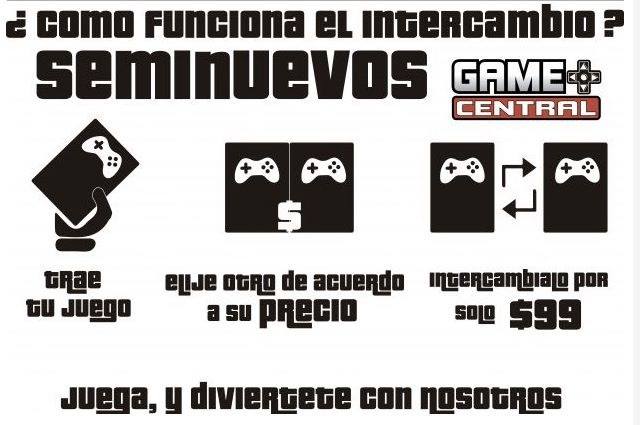 ¿ COMO FUNCIONA EL INTERCAMBIO ?
SEMINUEVOS
GAME
CENTRAL
$
TRAE
TU JUEGO
ELIJE OTRO DE ACUERDO
A SU PRECIO
INTERCAMBIALO POR
SOLO $99
JUEGA, Y DIVIERTETE CON NOSOTROS